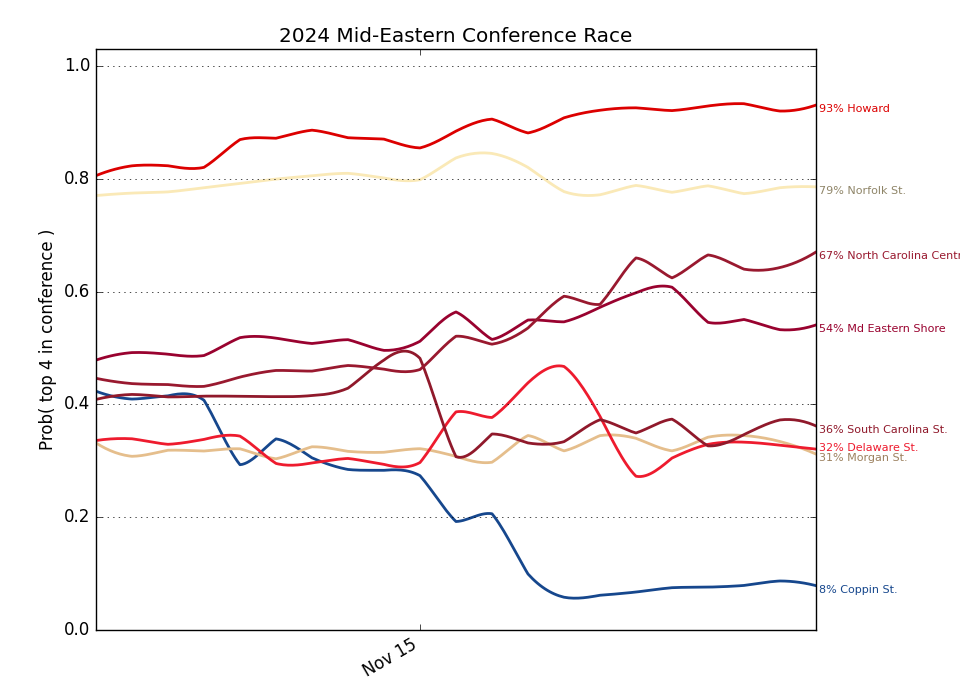 2024 Mid-Eastern Conference Race
Prob( top 4 in conference )
1.0
0.8
0.6
0.4
0.2
0.0
Nov 15
93% Howard
79% Norfolk St.
67% North Carolina Centr
54% Md Eastern Shore
36% South Carolina St.
32% Delaware St.
31% Morgan St.
8% Coppin St.